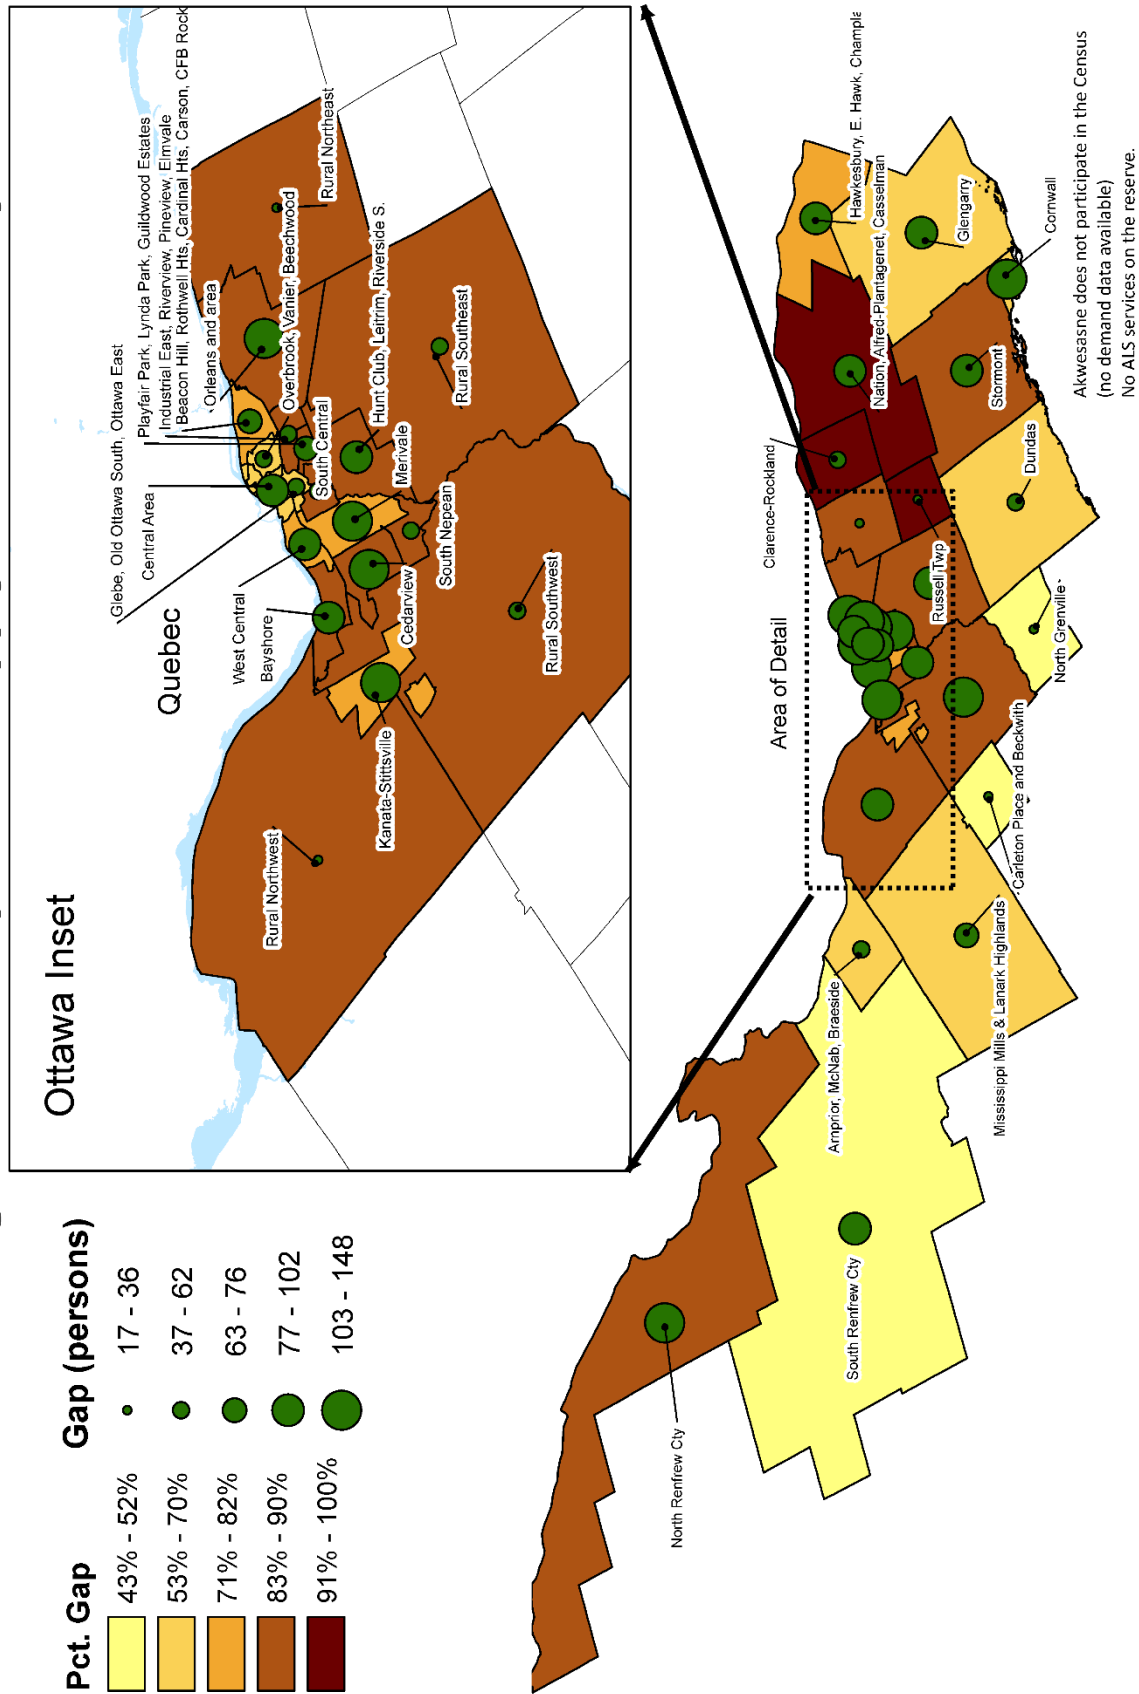 Ottawa Inset
Pct. Gap
43% - 52%
53% - 70%
71% - 82%
83% - 90%
91% - 100%
Gap (persons)
17 - 36
37 - 62
63 - 76
77 - 102
103 - 148
Quebec
Glebe, Old Ottawa South, Ottawa East
Central Area
Playfair Park, Lynda Park, Guildwood Estates
Industrial East, Riverview, Pineview, Elmvale
Beacon Hill, Rothwell Hts, Cardinal Hts, Carson, CFB Rock
Orleans and area
Overbrook, Vanier, Beechwood
Rural Northeast
West Central
Bayshore
South Central
Hunt Club, Leitrim, Riverside S.
Merivale
Rural Southeast
Cedarview
South Nepean
Kanata-Stittsville
Rural Northwest
Rural Southwest
Area of Detail
Clarence-Rockland
Hawkesbury, E. Hawk, Champla
Nation, Alfred-Plantagenet, Casselman
Glengarry
Cornwall
Stormont
Russell Twp
Dundas
North Grenville
Carleton Place and Beckwith
Mississippi Mills & Lanark Highlands
Arnprior, McNab, Braeside
South Renfrew Cty
North Renfrew Cty
Akwesasne does not participate in the Census
(no demand data available)
No ALS services on the reserve.